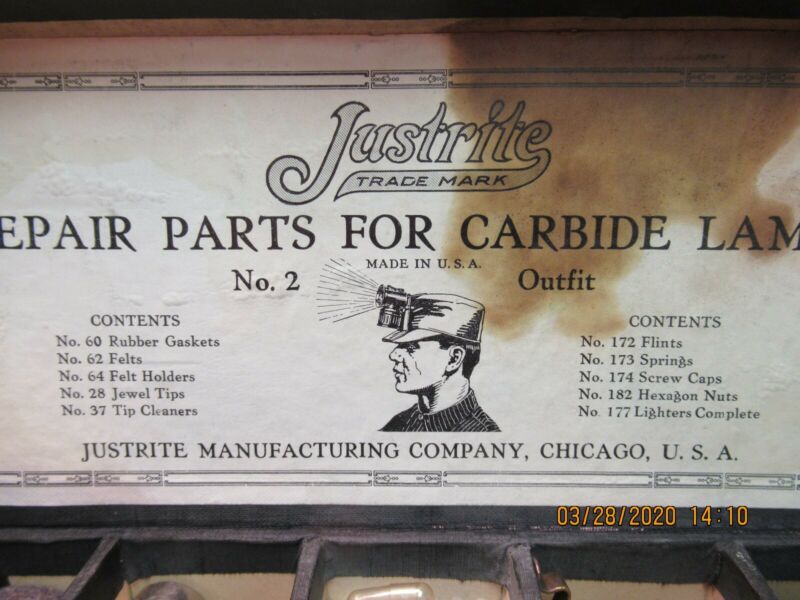 Justrite
TRADE MARK
EPAIR PARTS FOR CARBIDE LAM
MADE IN U.S.A.
No. 2 Outfit
CONTENTS
No. 60 Rubber Gaskets
No. 62 Felts
No. 64 Felt Holders
No. 28 Jewel Tips
No. 37 Tip Cleaners
CONTENTS
No. 172 Flints
No. 173 Springs
No. 174 Screw Caps
No. 182 Hexagon Nuts
No. 177 Lighters Complete
JUSTRITE MANUFACTURING COMPANY, CHICAGO, U. S. A.
03/28/2020 14:10